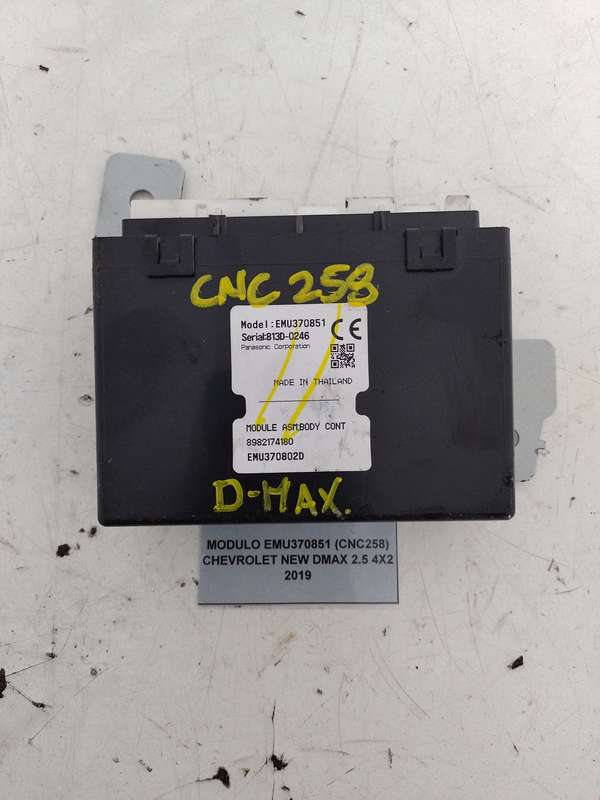 CNC 258
Model:EMU370851
Serial:813D-0246
Panasonic Corporation
CE
MADE IN THAILAND
MODULE ASM:BODY CONT
8982174180
EMU370802D
D-MAX.
MODULO EMU370851 (CNC258)
CHEVROLET NEW DMAX 2.5 4X2
2019